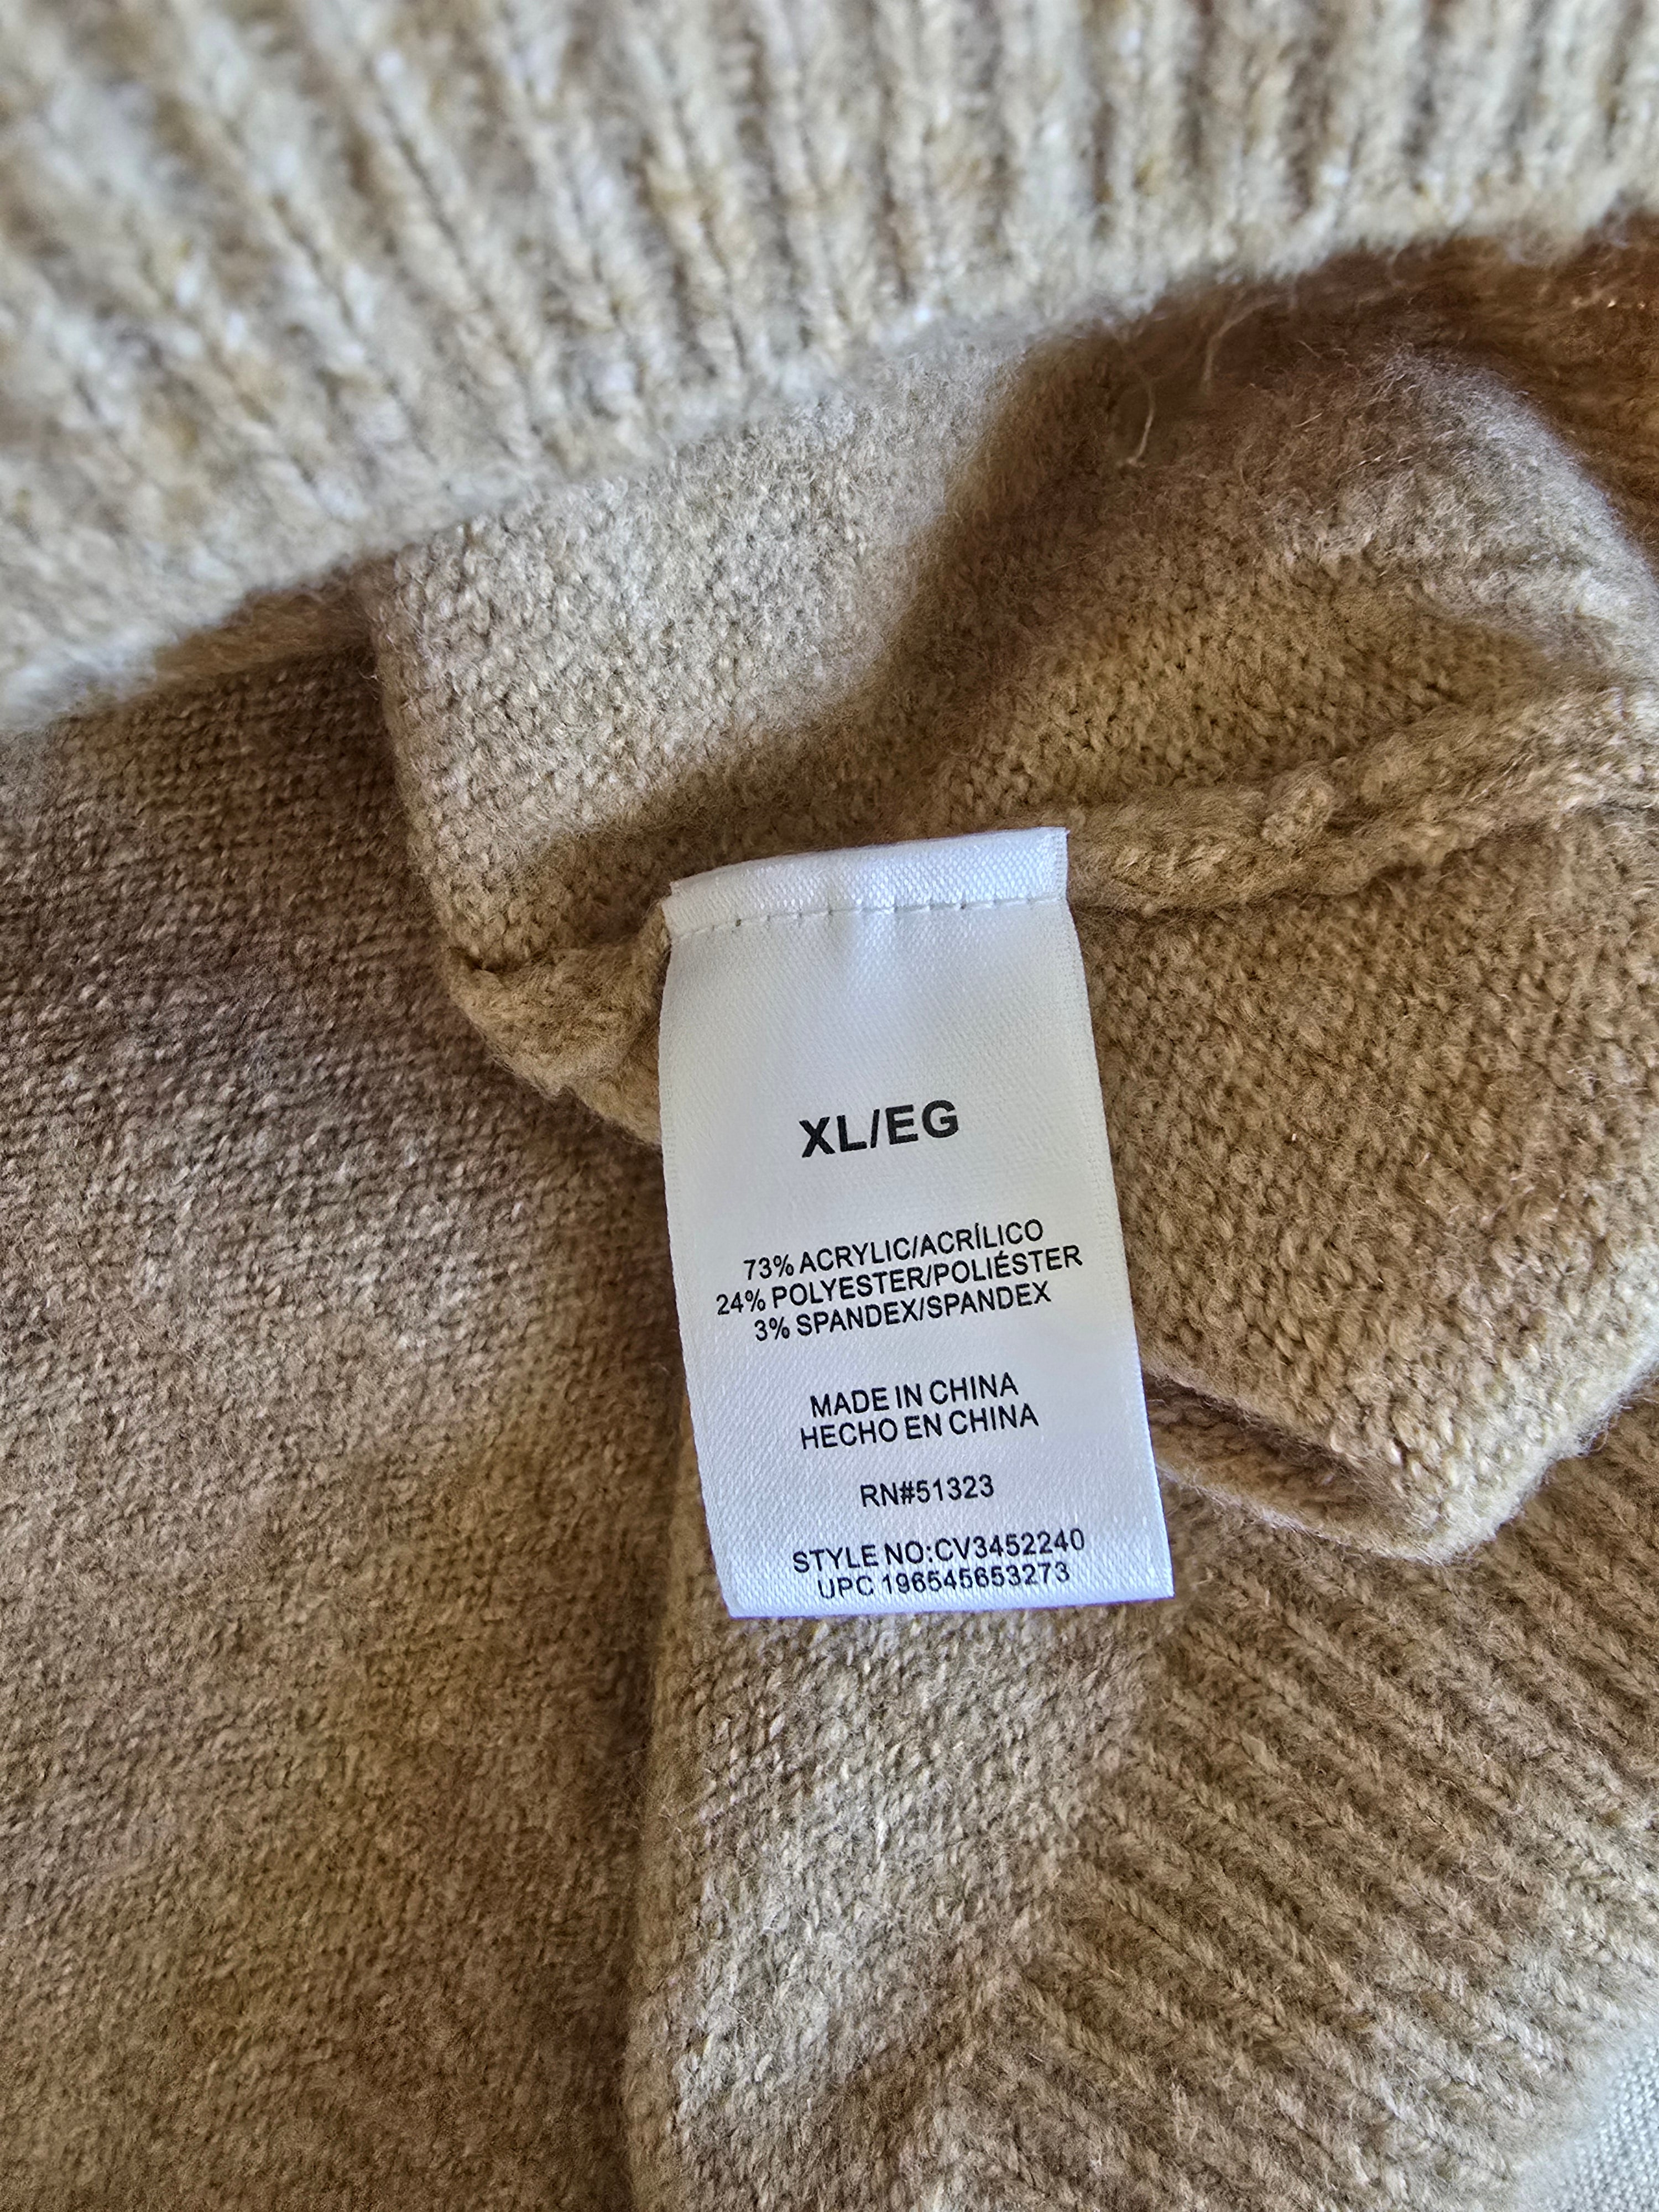 XL/EG
73% ACRYLIC/ACRÍLICO
24% POLYESTER/POLIÉSTER
3% SPANDEX/SPANDEX
MADE IN CHINA
HECHO EN CHINA
RN#51323
STYLE NO:CV3452240
UPC 196545653273